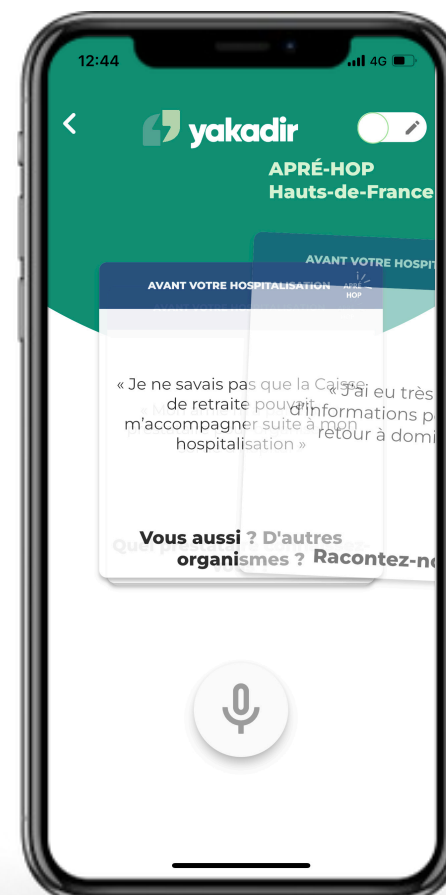 12:44
4G
yakadir
APRÉ-HOP
Hauts-de-France
AVANT VOTRE HOSPIT
AVANT VOTRE HOSPITALISATION
APRÉ
HOP
« Je ne savais pas que la Caisse
de retraite pouvait
m'accompagner suite à mon
hospitalisation »
Vous aussi ? D'autres
organismes ?
« J'ai eu très
d'informations p
retour à domi
Racontez-no